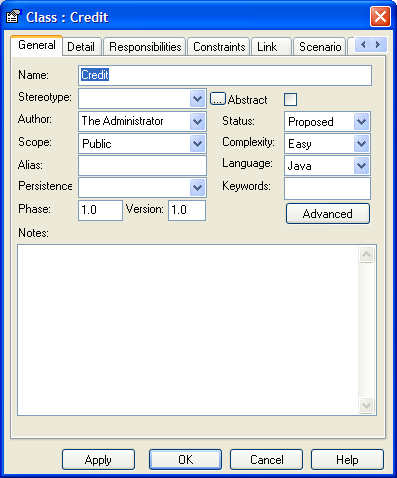 Class : Credit
General Detail Responsibilities Constraints Link Scenario
Name: Credit
Stereotype: ... Abstract
Author: The Administrator Status: Proposed
Scope: Public Complexity: Easy
Alias: Language: Java
Persistence Keywords:
Phase: 1.0 Version: 1.0 Advanced
Notes:
Apply OK Cancel Help